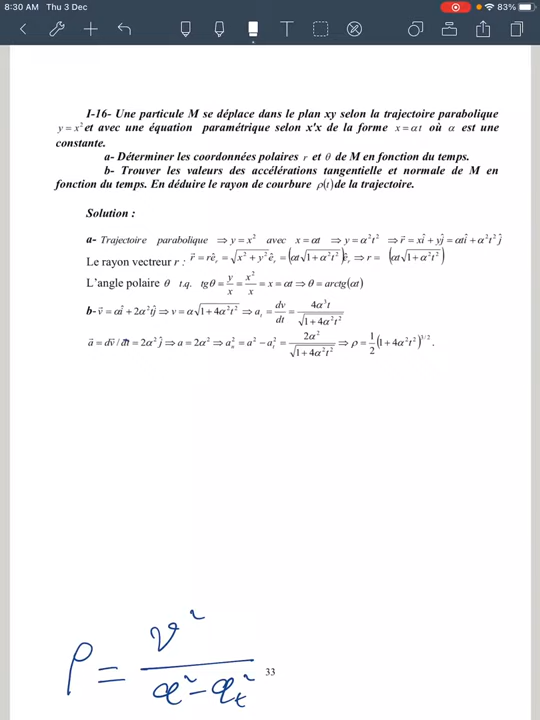 8:30 AM Thu 3 Dec 83%
I-16- Une particule M se déplace dans le plan xy selon la trajectoire parabolique
y = x² et avec une équation paramétrique selon x'x de la forme x = αt où α est une
constante.
a- Déterminer les coordonnées polaires r et θ de M en fonction du temps.
b- Trouver les valeurs des accélérations tangentielle et normale de M en
fonction du temps. En déduire le rayon de courbure ρ(t) de la trajectoire.
Solution :
a- Trajectoire parabolique ⇒ y = x² avec x = αt ⇒ y = α²t² ⇒ r⃗ = xî + yĵ = αtî + α²t²ĵ
Le rayon vectreur r : r⃗ = rê_r = √(x² + y²) ê_r = (αt√(1+α²t²))ê_r ⇒ r = (αt√(1+α²t²))
L'angle polaire θ t.q. tgθ = y/x = x²/x = x = αt ⇒ θ = arctg(αt)
b- v⃗ = αî + 2α²tĵ ⇒ v = α√(1+4α²t²) ⇒ a_t = dv/dt = 4α³t/√(1+4α²t²)
a⃗ = dv⃗/dt = 2α²ĵ ⇒ a = 2α² ⇒ a_n² = a² − a_t² = 2α²/√(1+4α²t²) ⇒ ρ = 1/2(1+4α²t²)^3/2.
ρ = v²/a² − a_t²
33